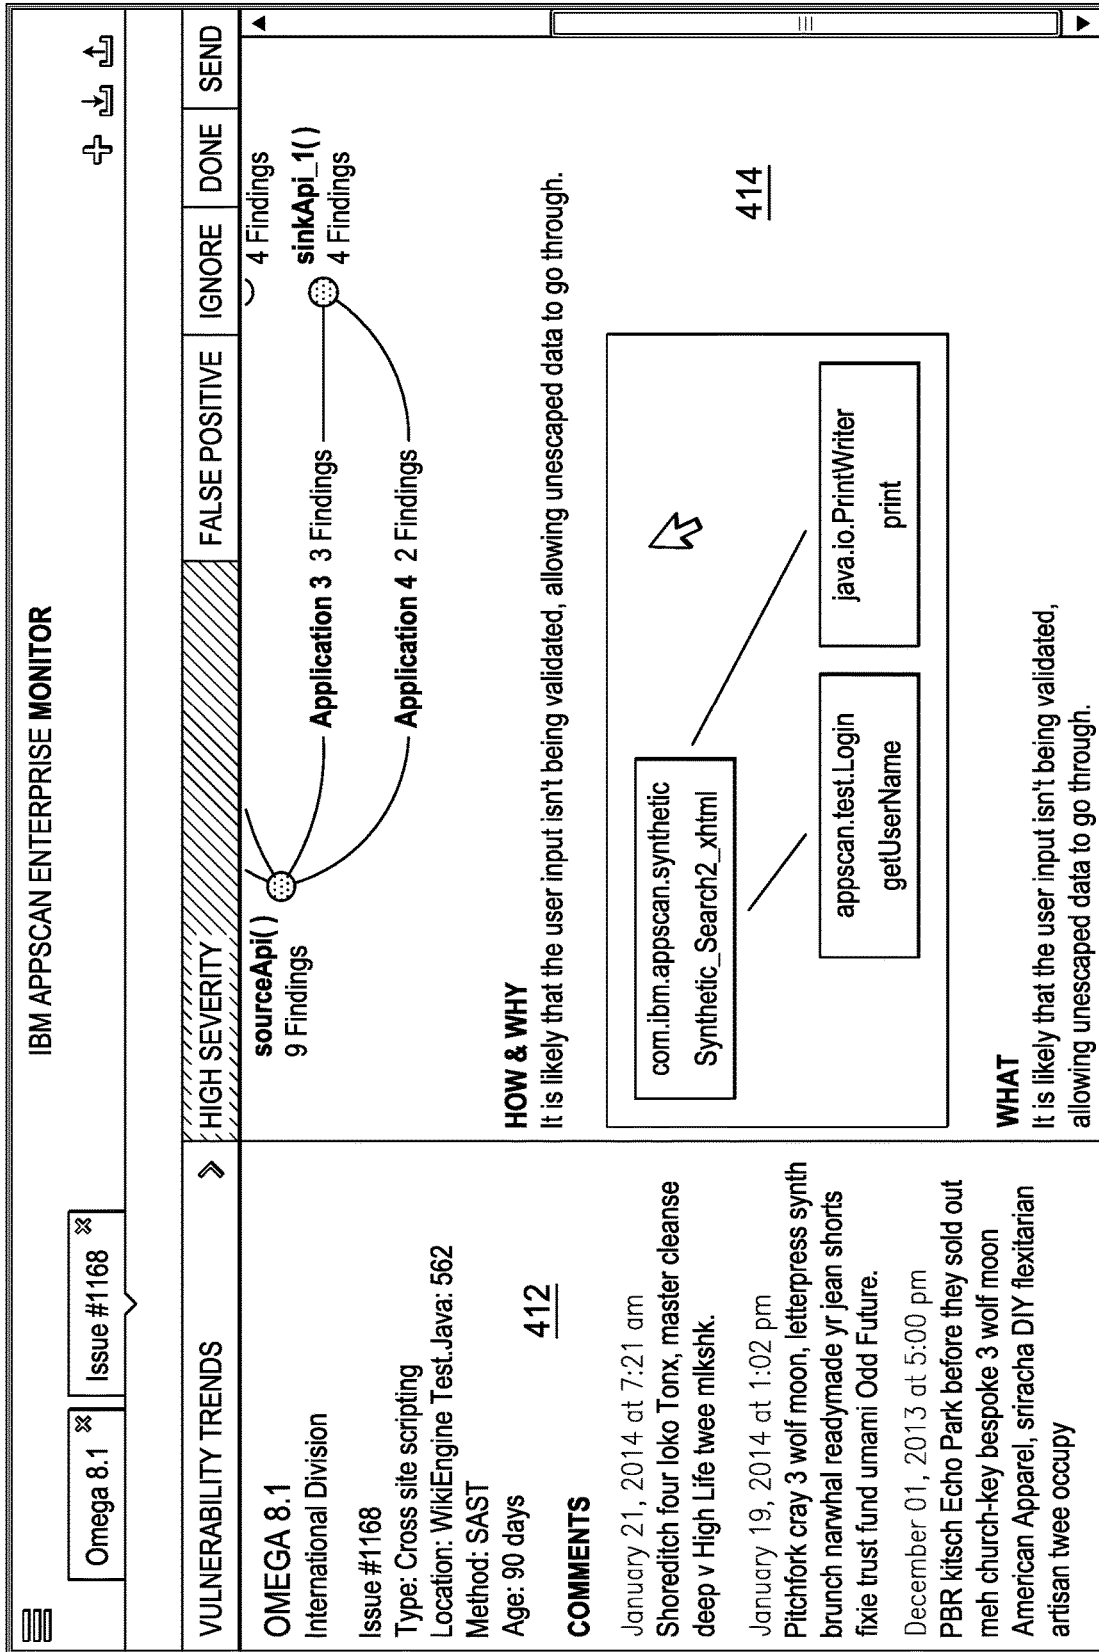 IBM APPSCAN ENTERPRISE MONITOR
Omega 8.1
Issue #1168
VULNERABILITY TRENDS
HIGH SEVERITY
FALSE POSITIVE
IGNORE
DONE
SEND
OMEGA 8.1
International Division
Issue #1168
Type: Cross site scripting
Location: WikiEngine Test.Java: 562
Method: SAST
Age: 90 days
412
COMMENTS
January 21, 2014 at 7:21 am
Shoreditch four loko Tonx, master cleanse
deep v High Life twee mlkshk.
January 19, 2014 at 1:02 pm
Pitchfork cray 3 wolf moon, letterpress synth
brunch narwhal readymade yr jean shorts
fixie trust fund umami Odd Future.
December 01, 2013 at 5:00 pm
PBR kitsch Echo Park before they sold out
meh church-key bespoke 3 wolf moon
American Apparel, sriracha DIY flexitarian
artisan twee occupy
sourceApi( )
9 Findings
Application 3 3 Findings
Application 4 2 Findings
4 Findings
sinkApi_1( )
4 Findings
HOW & WHY
It is likely that the user input isn't being validated, allowing unescaped data to go through.
com.ibm.appscan.synthetic
Synthetic_Search2_xhtml
appscan.test.Login
getUserName
java.io.PrintWriter
print
414
WHAT
It is likely that the user input isn't being validated,
allowing unescaped data to go through.